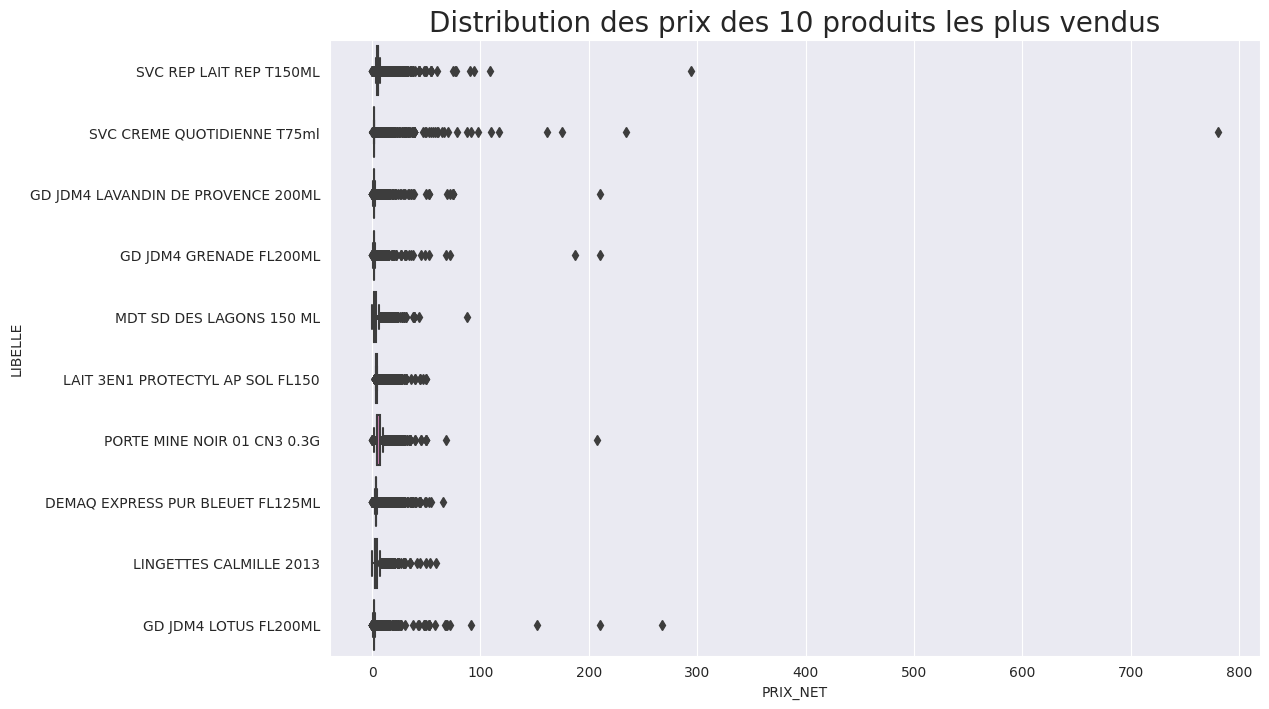 Distribution des prix des 10 produits les plus vendus
SVC REP LAIT REP T150ML
SVC CREME QUOTIDIENNE T75ml
GD JDM4 LAVANDIN DE PROVENCE 200ML
GD JDM4 GRENADE FL200ML
MDT SD DES LAGONS 150 ML
LAIT 3EN1 PROTECTYL AP SOL FL150
PORTE MINE NOIR 01 CN3 0.3G
DEMAQ EXPRESS PUR BLEUET FL125ML
LINGETTES CALMILLE 2013
GD JDM4 LOTUS FL200ML
LIBELLE
0 100 200 300 400 500 600 700 800
PRIX_NET